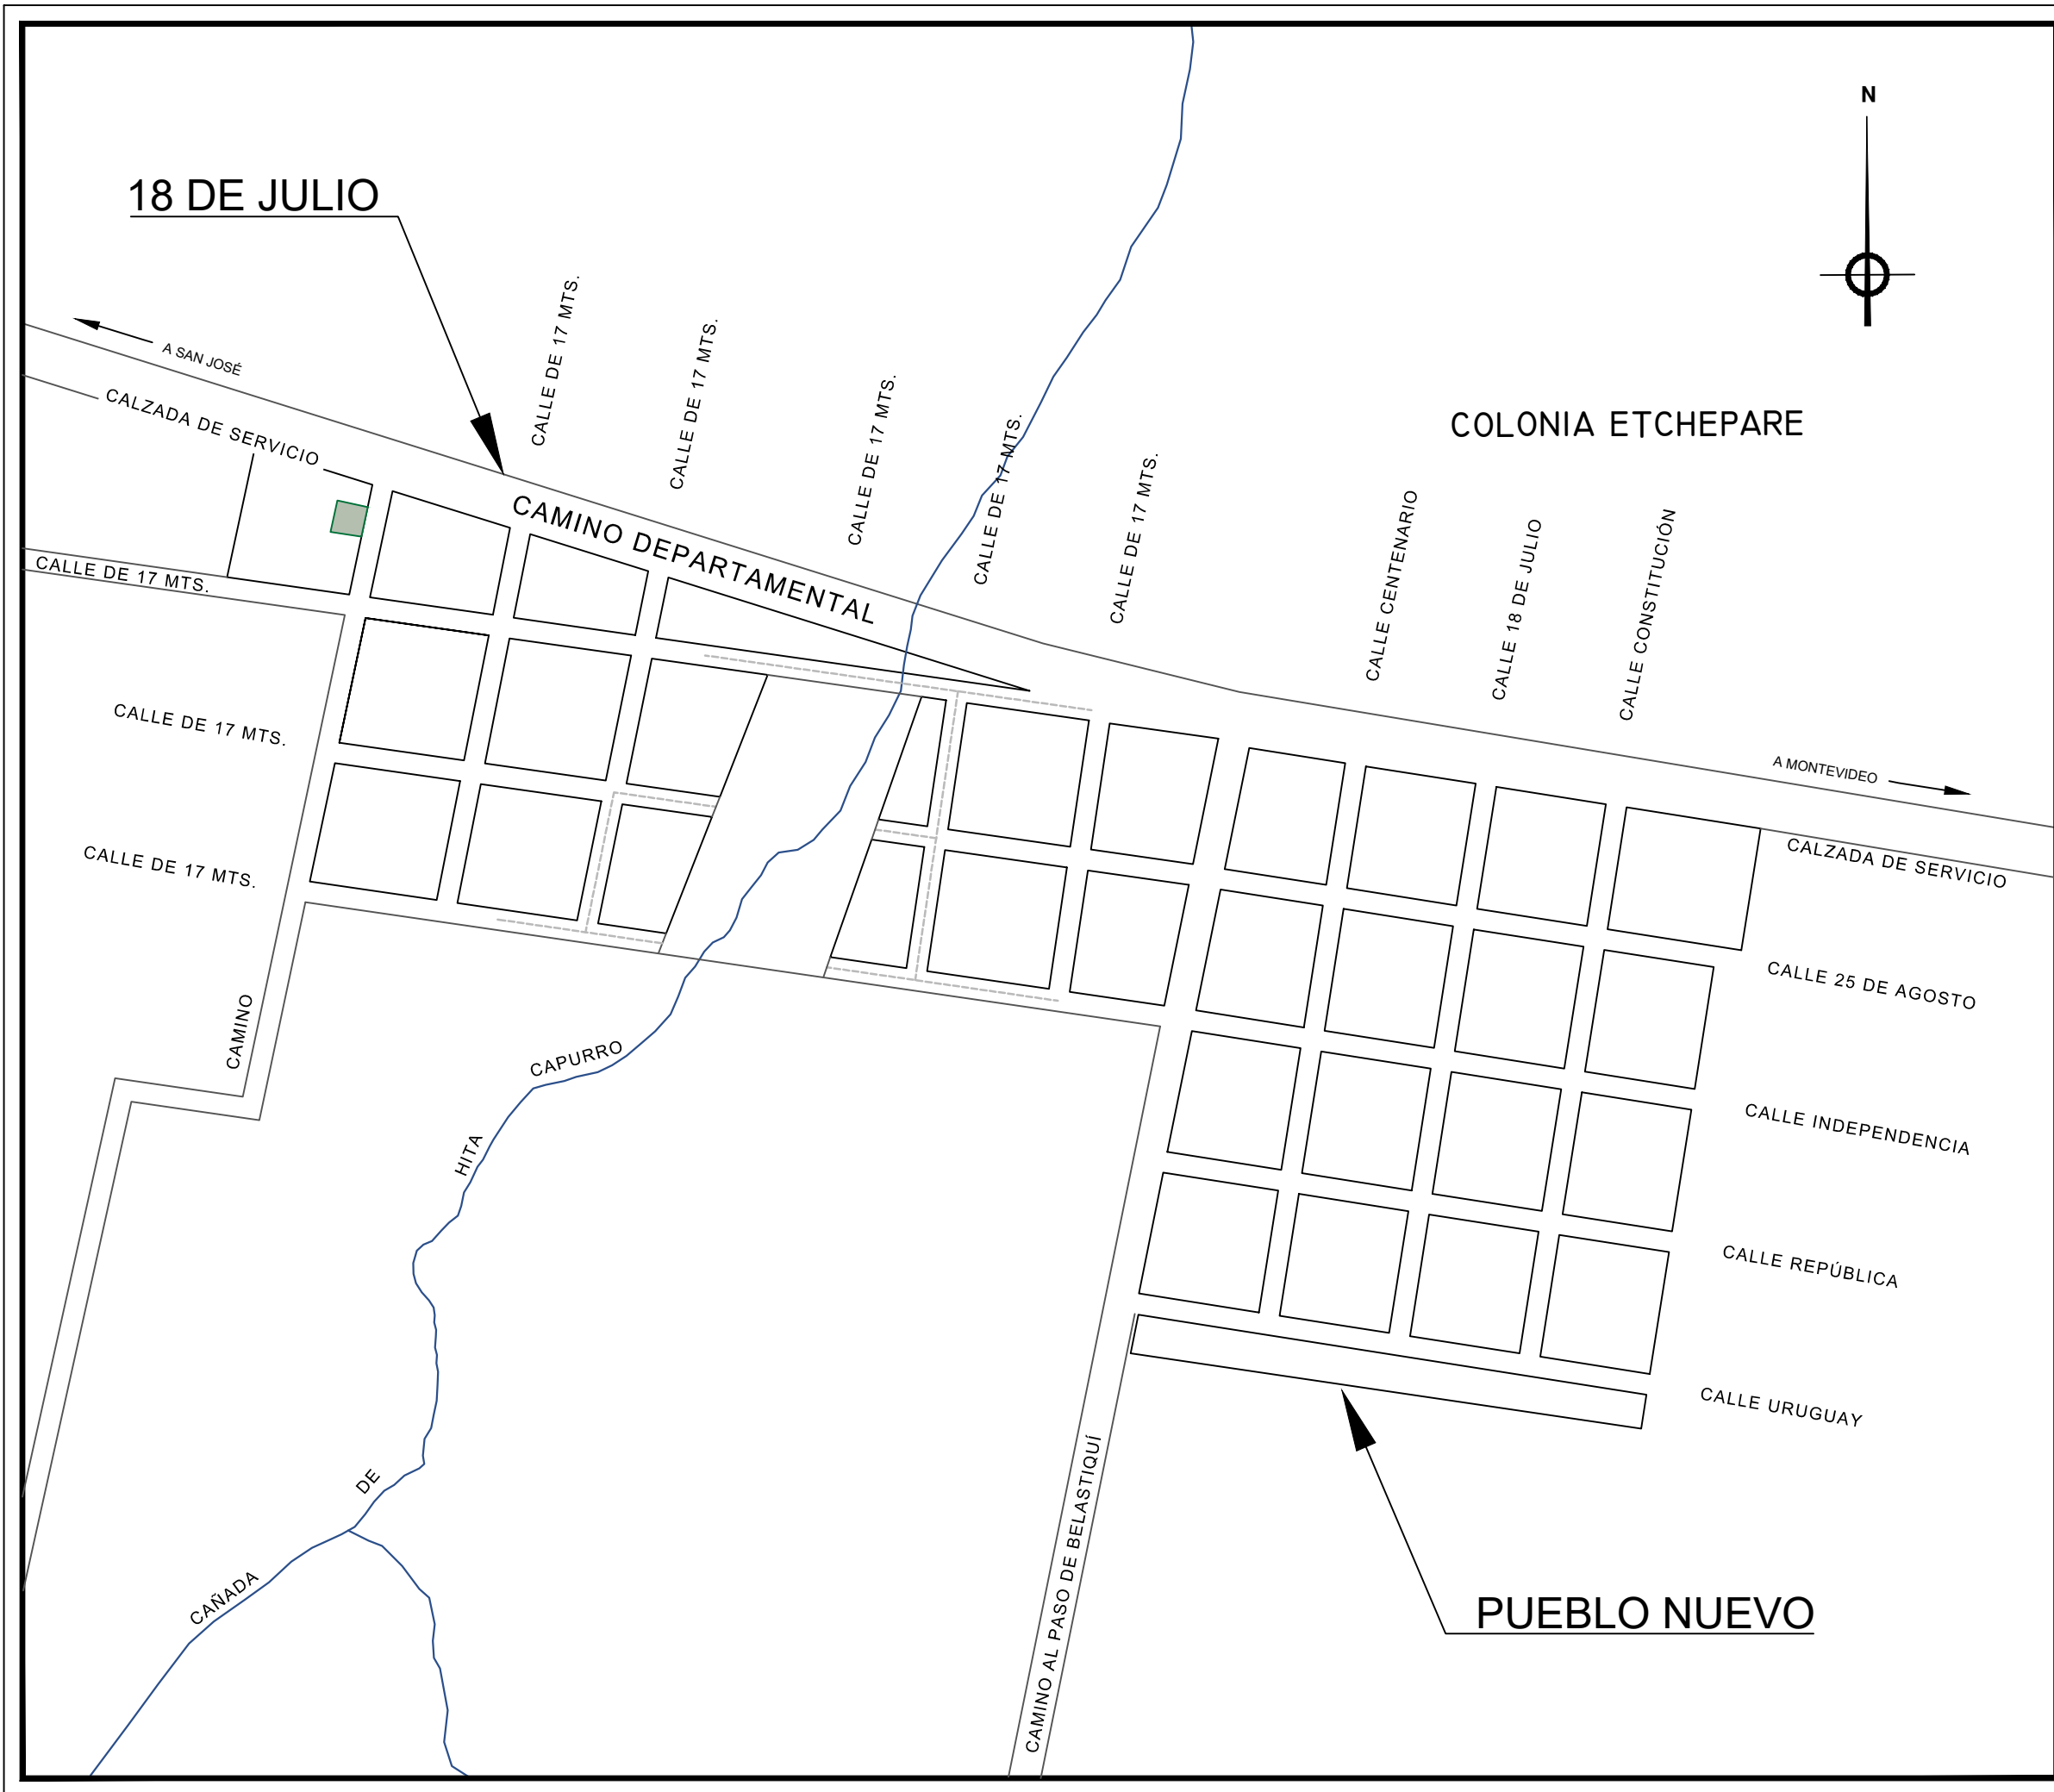 N
18 DE JULIO
CALLE DE 17 MTS.
CALLE DE 17 MTS.
CALLE DE 17 MTS.
CALLE DE 17 MTS.
CALLE DE 17 MTS.
COLONIA ETCHEPARE
CALLE CENTENARIO
CALLE 18 DE JULIO
CALLE CONSTITUCIÓN
A SAN JOSÉ
CALZADA DE SERVICIO
CAMINO DEPARTAMENTAL
CALLE DE 17 MTS.
CALLE DE 17 MTS.
CALLE DE 17 MTS.
A MONTEVIDEO
CALZADA DE SERVICIO
CALLE 25 DE AGOSTO
CALLE INDEPENDENCIA
CALLE REPÚBLICA
CALLE URUGUAY
CAMINO
CAÑADA DE HITA CAPURRO
CAMINO AL PASO DE BELASTIQUÍ
PUEBLO NUEVO